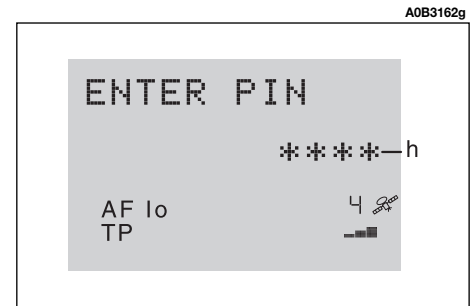 A0B3162g
ENTER PIN
**** h
AF lo 4
TP